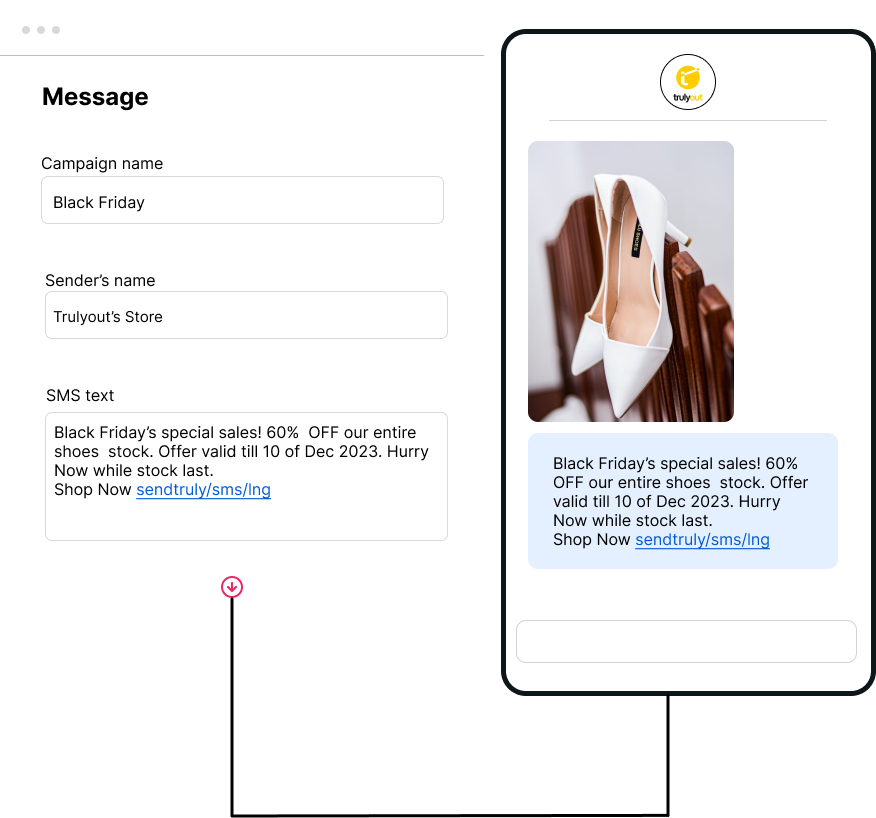 Message
Campaign name
Black Friday
Sender’s name
Trulyout’s Store
SMS text
Black Friday’s special sales! 60%  OFF our entire
shoes  stock. Offer valid till 10 of Dec 2023. Hurry
Now while stock last.
Shop Now sendtruly/sms/lng
trulyout
Black Friday’s special sales! 60%
OFF our entire shoes  stock. Offer
valid till 10 of Dec 2023. Hurry
Now while stock last.
Shop Now sendtruly/sms/lng